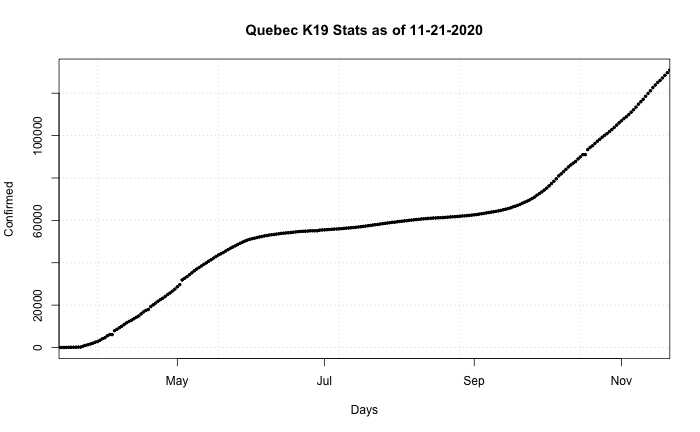 Quebec K19 Stats as of 11-21-2020
Confirmed
100000
60000
20000
0
May Jul Sep Nov
Days